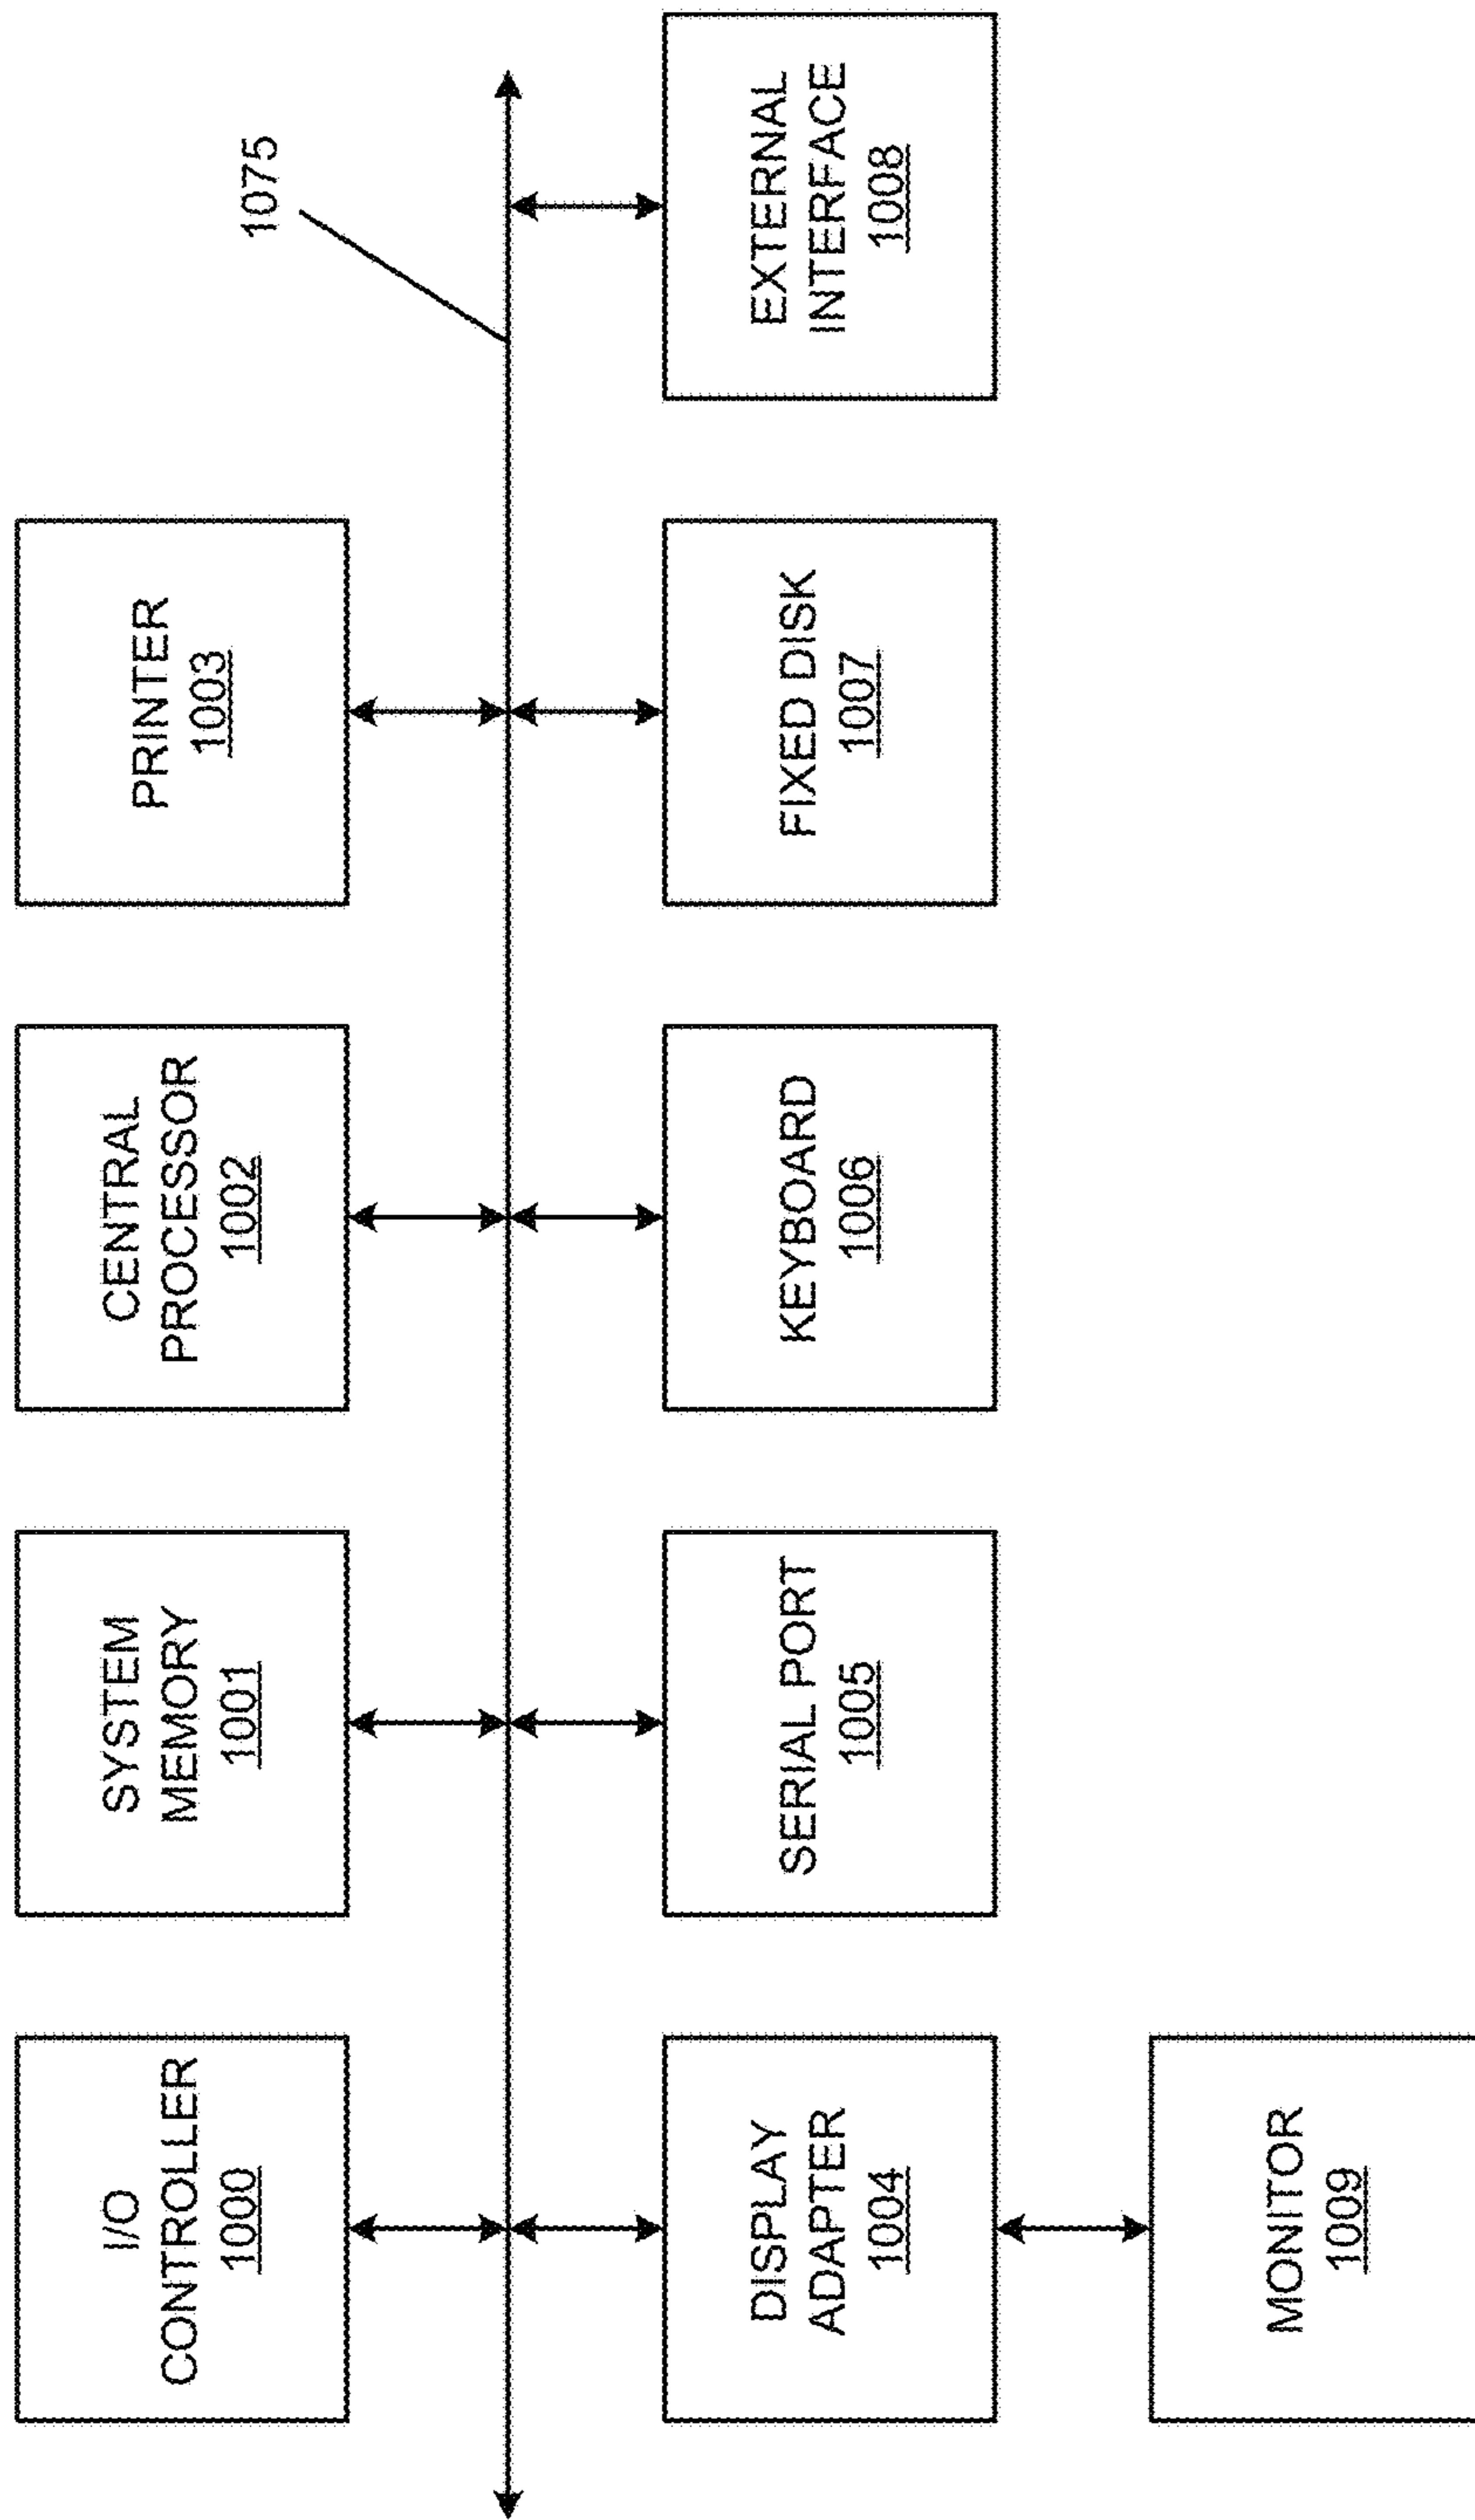 I/O
CONTROLLER
1000
SYSTEM
MEMORY
1001
CENTRAL
PROCESSOR
1002
PRINTER
1003
1075
DISPLAY
ADAPTER
1004
SERIAL PORT
1005
KEYBOARD
1006
FIXED DISK
1007
EXTERNAL
INTERFACE
1008
MONITOR
1009